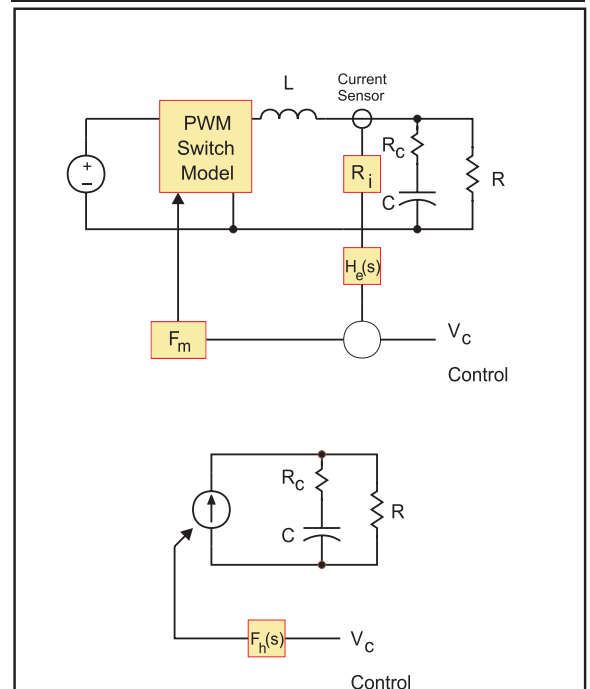 L
Current
Sensor
PWM
Switch
Model
+
−
Ri
Rc
C
R
He(s)
Fm
Vc
Control
Rc
C
R
Fh(s)
Vc
Control